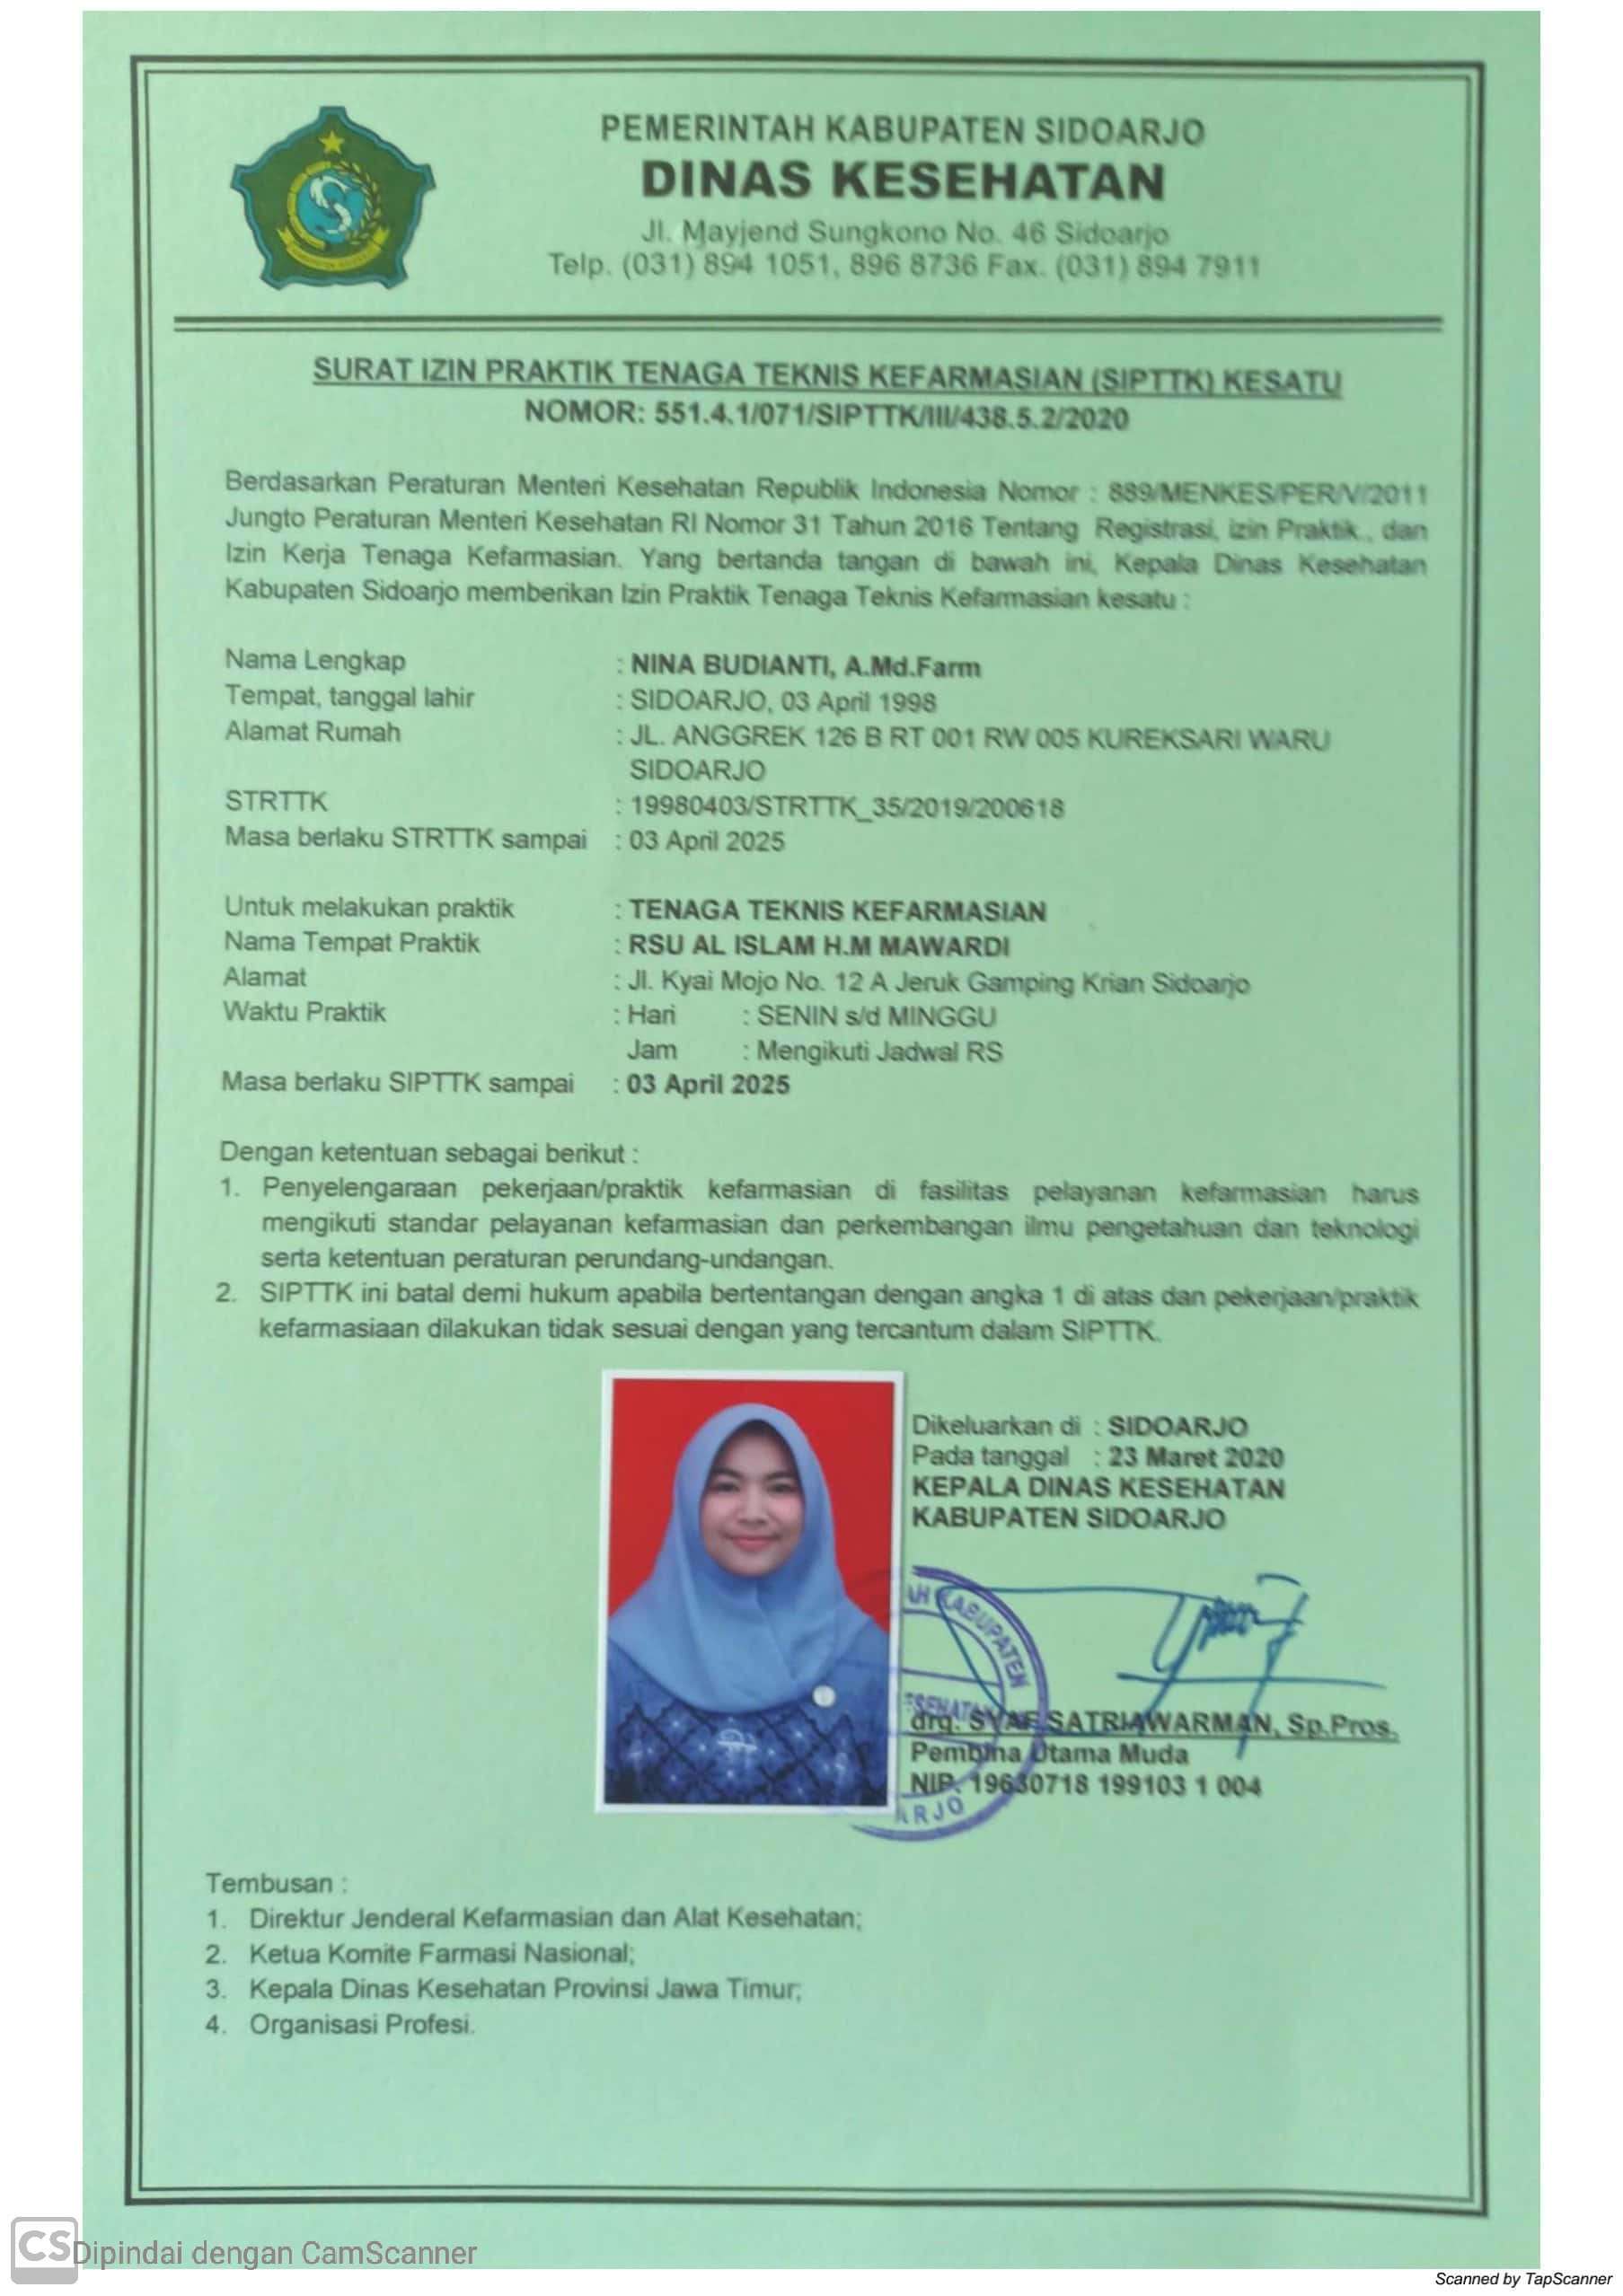 PEMERINTAH KABUPATEN SIDOARJO
DINAS KESEHATAN
Jl. Mayjend Sungkono No. 46 Sidoarjo
Telp. (031) 894 1051, 896 8736 Fax. (031) 894 7911
SURAT IZIN PRAKTIK TENAGA TEKNIS KEFARMASIAN (SIPTTK) KESATU
NOMOR: 551.4.1/071/SIPTTK/III/438.5.2/2020
Berdasarkan Peraturan Menteri Kesehatan Republik Indonesia Nomor : 889/MENKES/PER/V/2011
Jungto Peraturan Menteri Kesehatan RI Nomor 31 Tahun 2016 Tentang Registrasi, izin Praktik , dan
Izin Kerja Tenaga Kefarmasian. Yang bertanda tangan di bawah ini, Kepala Dinas Kesehatan
Kabupaten Sidoarjo memberikan Izin Praktik Tenaga Teknis Kefarmasian kesatu :
Nama Lengkap : NINA BUDIANTI, A.Md.Farm
Tempat, tanggal lahir : SIDOARJO, 03 April 1998
Alamat Rumah : JL. ANGGREK 126 B RT 001 RW 005 KUREKSARI WARU
SIDOARJO
STRTTK : 19980403/STRTTK_35/2019/200618
Masa berlaku STRTTK sampai : 03 April 2025
Untuk melakukan praktik : TENAGA TEKNIS KEFARMASIAN
Nama Tempat Praktik : RSU AL ISLAM H.M MAWARDI
Alamat : Jl. Kyai Mojo No. 12 A Jeruk Gamping Krian Sidoarjo
Waktu Praktik : Hari : SENIN s/d MINGGU
Jam : Mengikuti Jadwal RS
Masa berlaku SIPTTK sampai : 03 April 2025
Dengan ketentuan sebagai berikut :
1. Penyelengaraan pekerjaan/praktik kefarmasian di fasilitas pelayanan kefarmasian harus
mengikuti standar pelayanan kefarmasian dan perkembangan ilmu pengetahuan dan teknologi
serta ketentuan peraturan perundang-undangan.
2. SIPTTK ini batal demi hukum apabila bertentangan dengan angka 1 di atas dan pekerjaan/praktik
kefarmasiaan dilakukan tidak sesuai dengan yang tercantum dalam SIPTTK.
Dikeluarkan di : SIDOARJO
Pada tanggal : 23 Maret 2020
KEPALA DINAS KESEHATAN
KABUPATEN SIDOARJO
AH KABUPATEN
ESEHATAN
drg. SYAF SATRIAWARMAN, Sp.Pros.
Pembina Utama Muda
NIP. 19630718 199103 1 004
ARJO
Tembusan :
1. Direktur Jenderal Kefarmasian dan Alat Kesehatan;
2. Ketua Komite Farmasi Nasional;
3. Kepala Dinas Kesehatan Provinsi Jawa Timur;
4. Organisasi Profesi.
CS Dipindai dengan CamScanner
Scanned by TapScanner